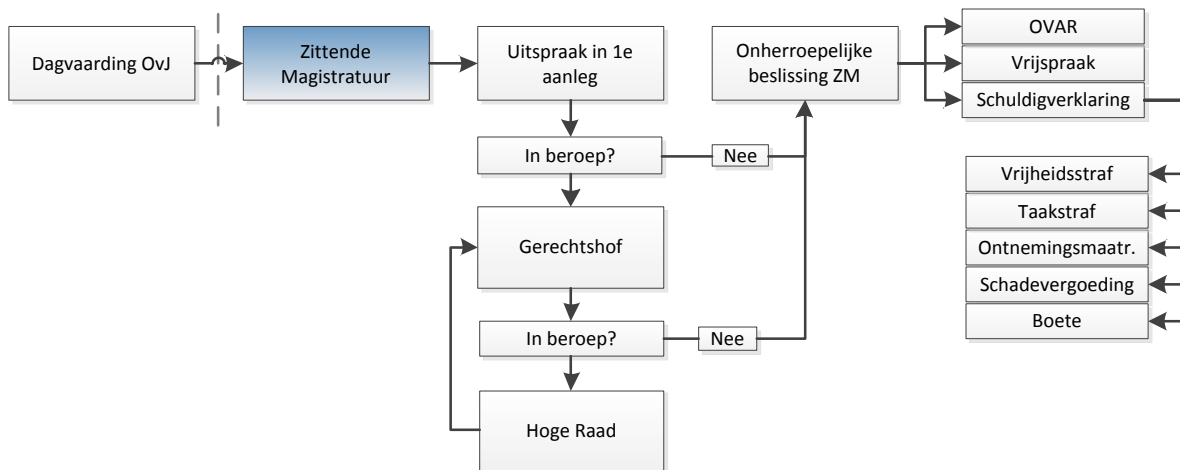 Dagvaarding OvJ
Zittende
Magistratuur
Uitspraak in 1e
aanleg
Onherroepelijke
beslissing ZM
OVAR
Vrijspraak
Schuldigverklaring
In beroep?
Nee
Gerechtshof
In beroep?
Nee
Hoge Raad
Vrijheidsstraf
Taakstraf
Ontnemingsmaatr.
Schadevergoeding
Boete